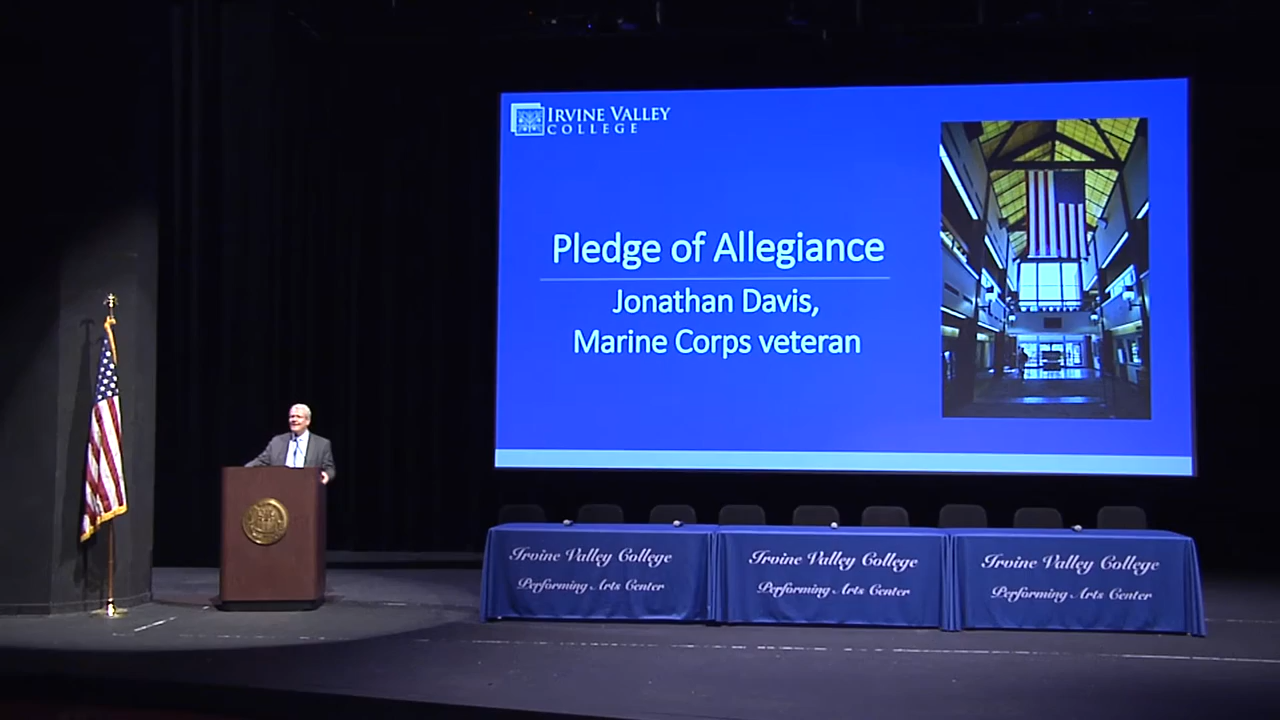 IRVINE VALLEY
COLLEGE
Pledge of Allegiance
Jonathan Davis,
Marine Corps veteran
Irvine Valley College
Performing Arts Center
Irvine Valley College
Performing Arts Center
Irvine Valley College
Performing Arts Center